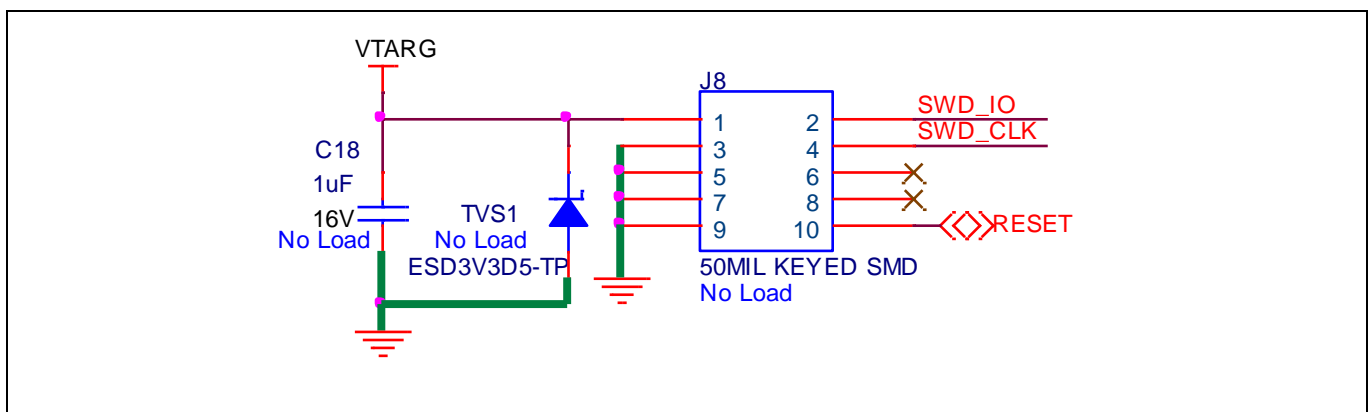 VTARG
J8
1 2 SWD_IO
3 4 SWD_CLK
5 6
7 8
9 10 RESET
C18
1uF
16V
No Load
TVS1
No Load
ESD3V3D5-TP
50MIL KEYED SMD
No Load